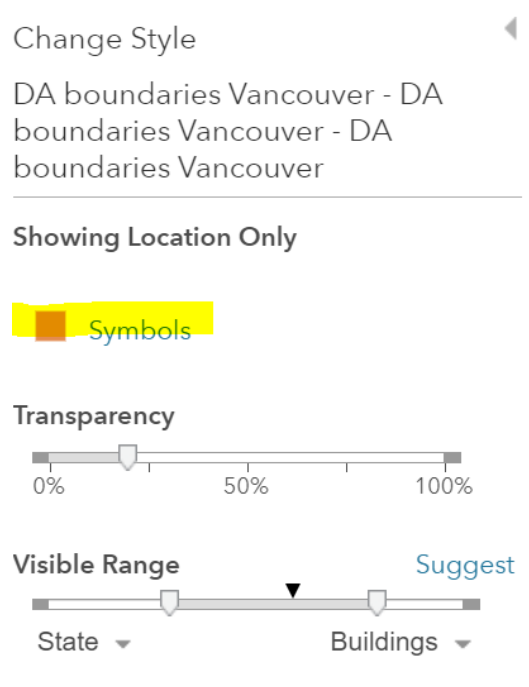 Change Style
DA boundaries Vancouver - DA
boundaries Vancouver - DA
boundaries Vancouver
Showing Location Only
Symbols
Transparency
0% 50% 100%
Visible Range Suggest
State Buildings